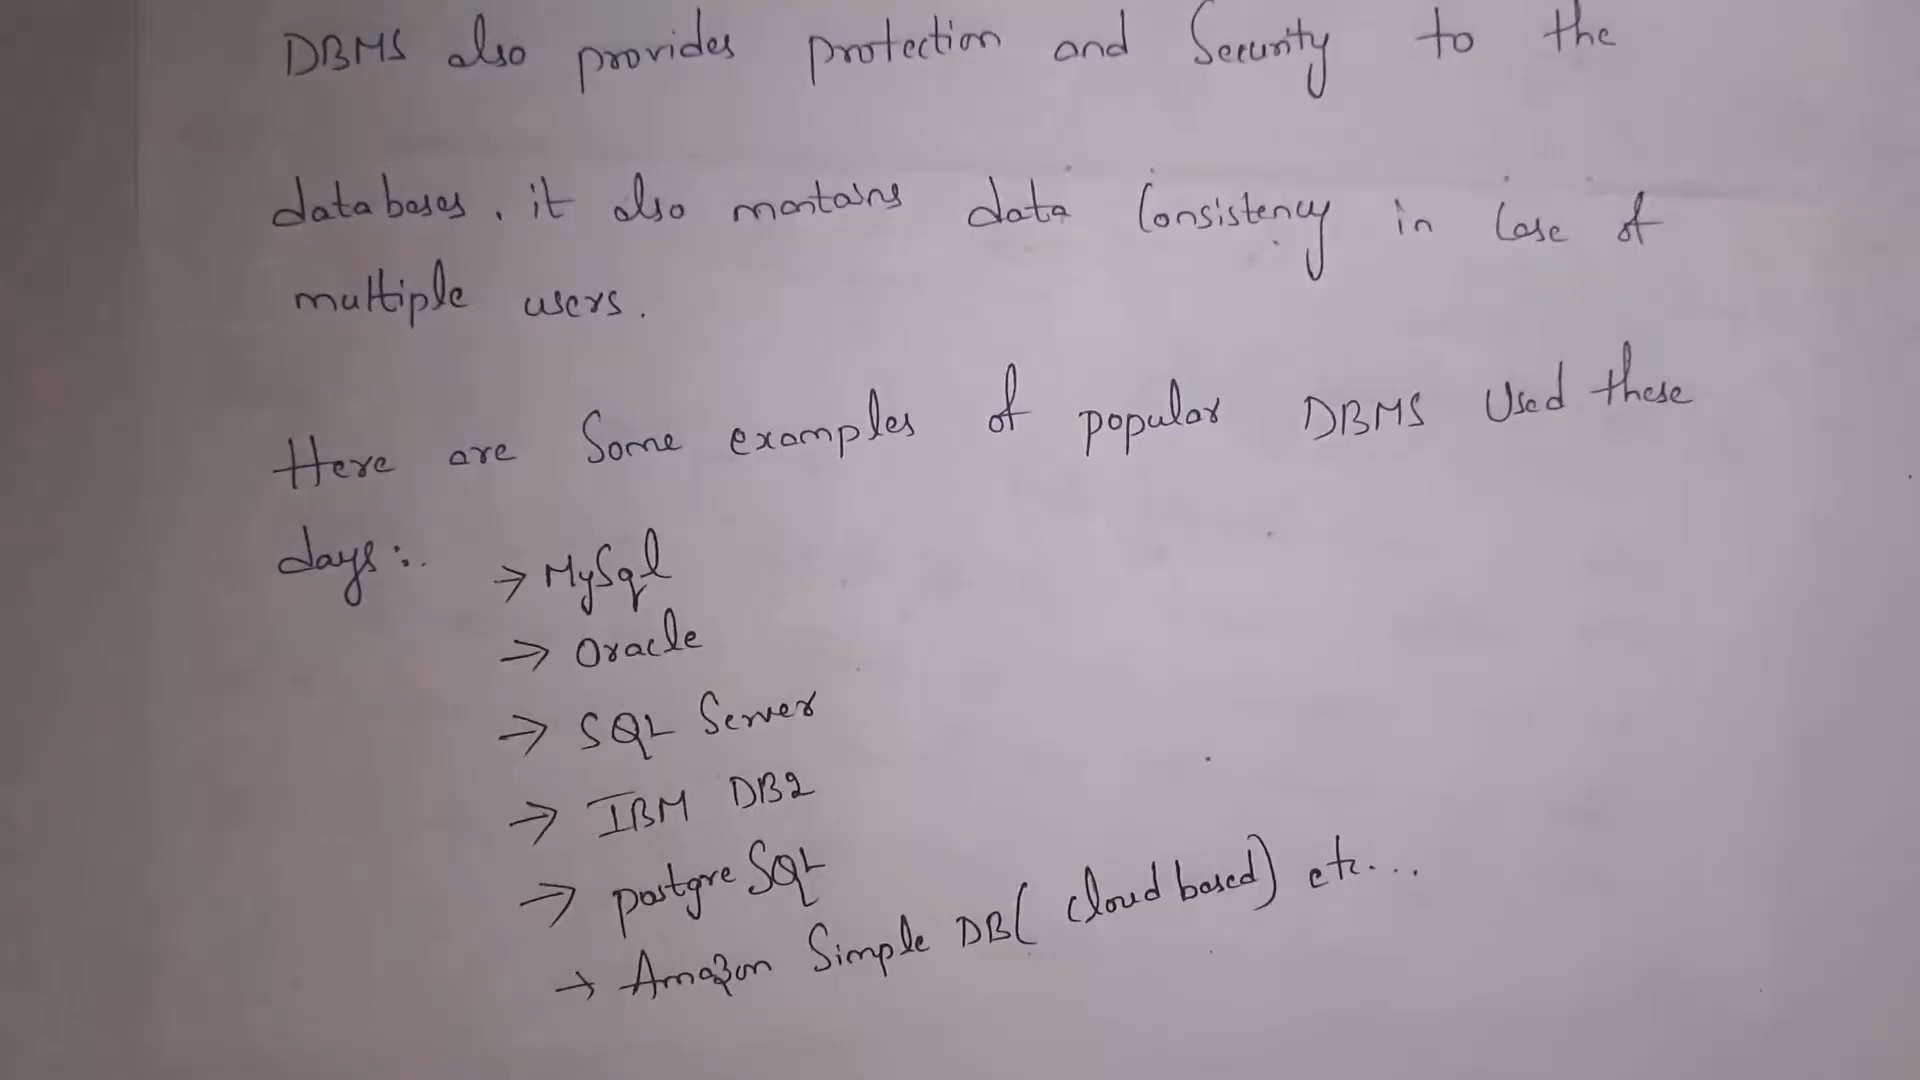 DBMS also provides protection and Security to the
databases. it also maintains data Consistency in Case of
multiple users.
Here are Some examples of popular DBMS Used these
days:.
→ MySql
→ Oracle
→ SQL Server
→ IBM DB2
→ postgre SQL
→ Amazon Simple DB( cloud based) etc...